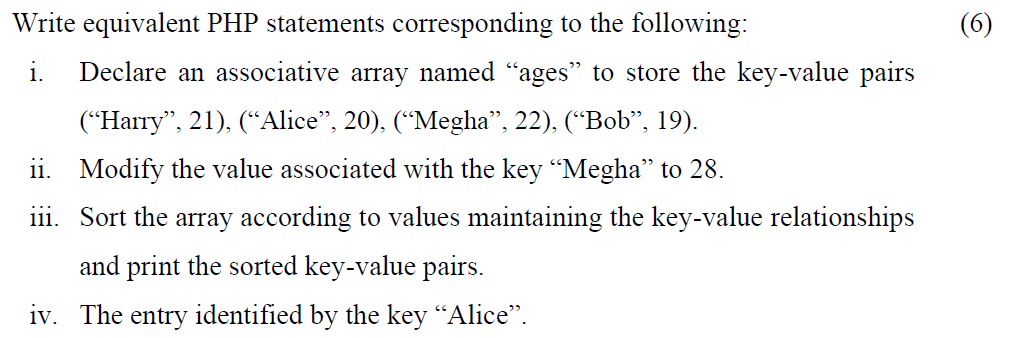 Write equivalent PHP statements corresponding to the following: (6)
i. Declare an associative array named “ages” to store the key-value pairs
(“Harry”, 21), (“Alice”, 20), (“Megha”, 22), (“Bob”, 19).
ii. Modify the value associated with the key “Megha” to 28.
iii. Sort the array according to values maintaining the key-value relationships
and print the sorted key-value pairs.
iv. The entry identified by the key “Alice”.